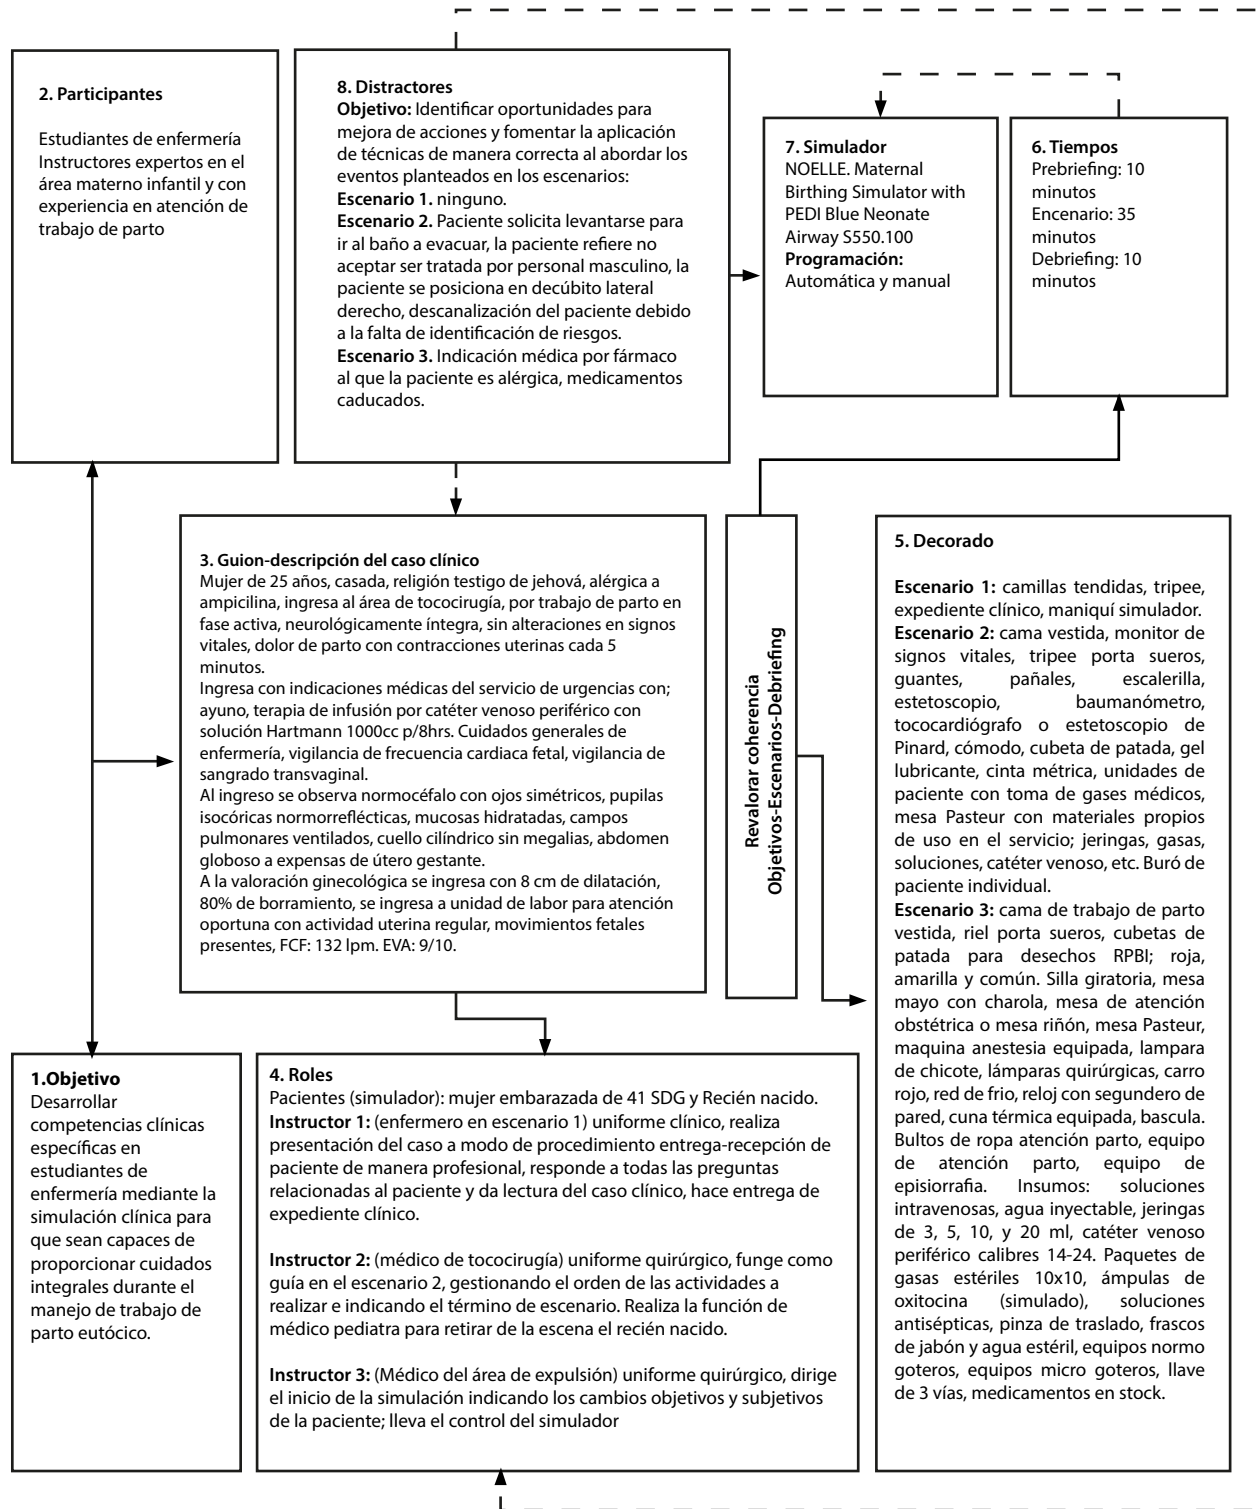 2. Participantes
Estudiantes de enfermería
Instructores expertos en el
área materno infantil y con
experiencia en atención de
trabajo de parto
8. Distractores
Objetivo: Identificar oportunidades para
mejora de acciones y fomentar la aplicación
de técnicas de manera correcta al abordar los
eventos planteados en los escenarios:
Escenario 1. ninguno.
Escenario 2. Paciente solicita levantarse para
ir al baño a evacuar, la paciente refiere no
aceptar ser tratada por personal masculino, la
paciente se posiciona en decúbito lateral
derecho, descanalización del paciente debido
a la falta de identificación de riesgos.
Escenario 3. Indicación médica por fármaco
al que la paciente es alérgica, medicamentos
caducados.
7. Simulador
NOELLE. Maternal
Birthing Simulator with
PEDI Blue Neonate
Airway S550.100
Programación:
Automática y manual
6. Tiempos
Prebriefing: 10
minutos
Encenario: 35
minutos
Debriefing: 10
minutos
3. Guion-descripción del caso clínico
Mujer de 25 años, casada, religión testigo de jehová, alérgica a
ampicilina, ingresa al área de tococirugía, por trabajo de parto en
fase activa, neurológicamente íntegra, sin alteraciones en signos
vitales, dolor de parto con contracciones uterinas cada 5
minutos.
Ingresa con indicaciones médicas del servicio de urgencias con;
ayuno, terapia de infusión por catéter venoso periférico con
solución Hartmann 1000cc p/8hrs. Cuidados generales de
enfermería, vigilancia de frecuencia cardiaca fetal, vigilancia de
sangrado transvaginal.
Al ingreso se observa normocéfalo con ojos simétricos, pupilas
isocóricas normorreflécticas, mucosas hidratadas, campos
pulmonares ventilados, cuello cilíndrico sin megalias, abdomen
globoso a expensas de útero gestante.
A la valoración ginecológica se ingresa con 8 cm de dilatación,
80% de borramiento, se ingresa a unidad de labor para atención
oportuna con actividad uterina regular, movimientos fetales
presentes, FCF: 132 lpm. EVA: 9/10.
Revalorar coherencia
Objetivos-Escenarios-Debriefing
5. Decorado
Escenario 1: camillas tendidas, tripee,
expediente clínico, maniquí simulador.
Escenario 2: cama vestida, monitor de
signos vitales, tripee porta sueros,
guantes, pañales, escalerilla,
estetoscopio, baumanómetro,
tococardiógrafo o estetoscopio de
Pinard, cómodo, cubeta de patada, gel
lubricante, cinta métrica, unidades de
paciente con toma de gases médicos,
mesa Pasteur con materiales propios
de uso en el servicio; jeringas, gasas,
soluciones, catéter venoso, etc. Buró de
paciente individual.
Escenario 3: cama de trabajo de parto
vestida, riel porta sueros, cubetas de
patada para desechos RPBI; roja,
amarilla y común. Silla giratoria, mesa
mayo con charola, mesa de atención
obstétrica o mesa riñón, mesa Pasteur,
maquina anestesia equipada, lampara
de chicote, lámparas quirúrgicas, carro
rojo, red de frio, reloj con segundero de
pared, cuna térmica equipada, bascula.
Bultos de ropa atención parto, equipo
de atención parto, equipo de
episiorrafia. Insumos: soluciones
intravenosas, agua inyectable, jeringas
de 3, 5, 10, y 20 ml, catéter venoso
periférico calibres 14-24. Paquetes de
gasas estériles 10x10, ámpulas de
oxitocina (simulado), soluciones
antisépticas, pinza de traslado, frascos
de jabón y agua estéril, equipos normo
goteros, equipos micro goteros, llave
de 3 vías, medicamentos en stock.
1.Objetivo
Desarrollar
competencias clínicas
específicas en
estudiantes de
enfermería mediante la
simulación clínica para
que sean capaces de
proporcionar cuidados
integrales durante el
manejo de trabajo de
parto eutócico.
4. Roles
Pacientes (simulador): mujer embarazada de 41 SDG y Recién nacido.
Instructor 1: (enfermero en escenario 1) uniforme clínico, realiza
presentación del caso a modo de procedimiento entrega-recepción de
paciente de manera profesional, responde a todas las preguntas
relacionadas al paciente y da lectura del caso clínico, hace entrega de
expediente clínico.
Instructor 2: (médico de tococirugía) uniforme quirúrgico, funge como
guía en el escenario 2, gestionando el orden de las actividades a
realizar e indicando el término de escenario. Realiza la función de
médico pediatra para retirar de la escena el recién nacido.
Instructor 3: (Médico del área de expulsión) uniforme quirúrgico, dirige
el inicio de la simulación indicando los cambios objetivos y subjetivos
de la paciente; lleva el control del simulador